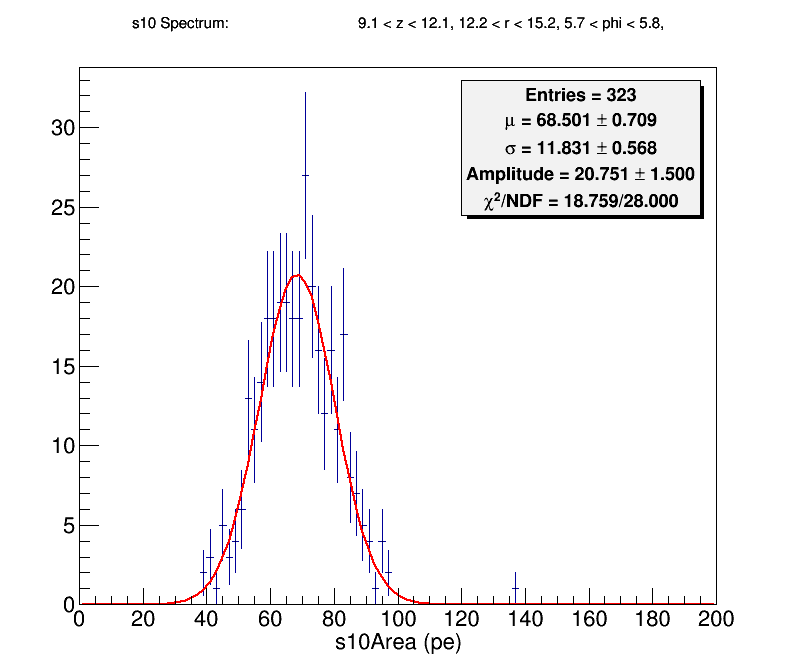 s10 Spectrum: 9.1 < z < 12.1, 12.2 < r < 15.2, 5.7 < phi < 5.8,
Entries = 323
μ = 68.501 ± 0.709
σ = 11.831 ± 0.568
Amplitude = 20.751 ± 1.500
χ²/NDF = 18.759/28.000
30
25
20
15
10
5
0
0 20 40 60 80 100 120 140 160 180 200
s10Area (pe)